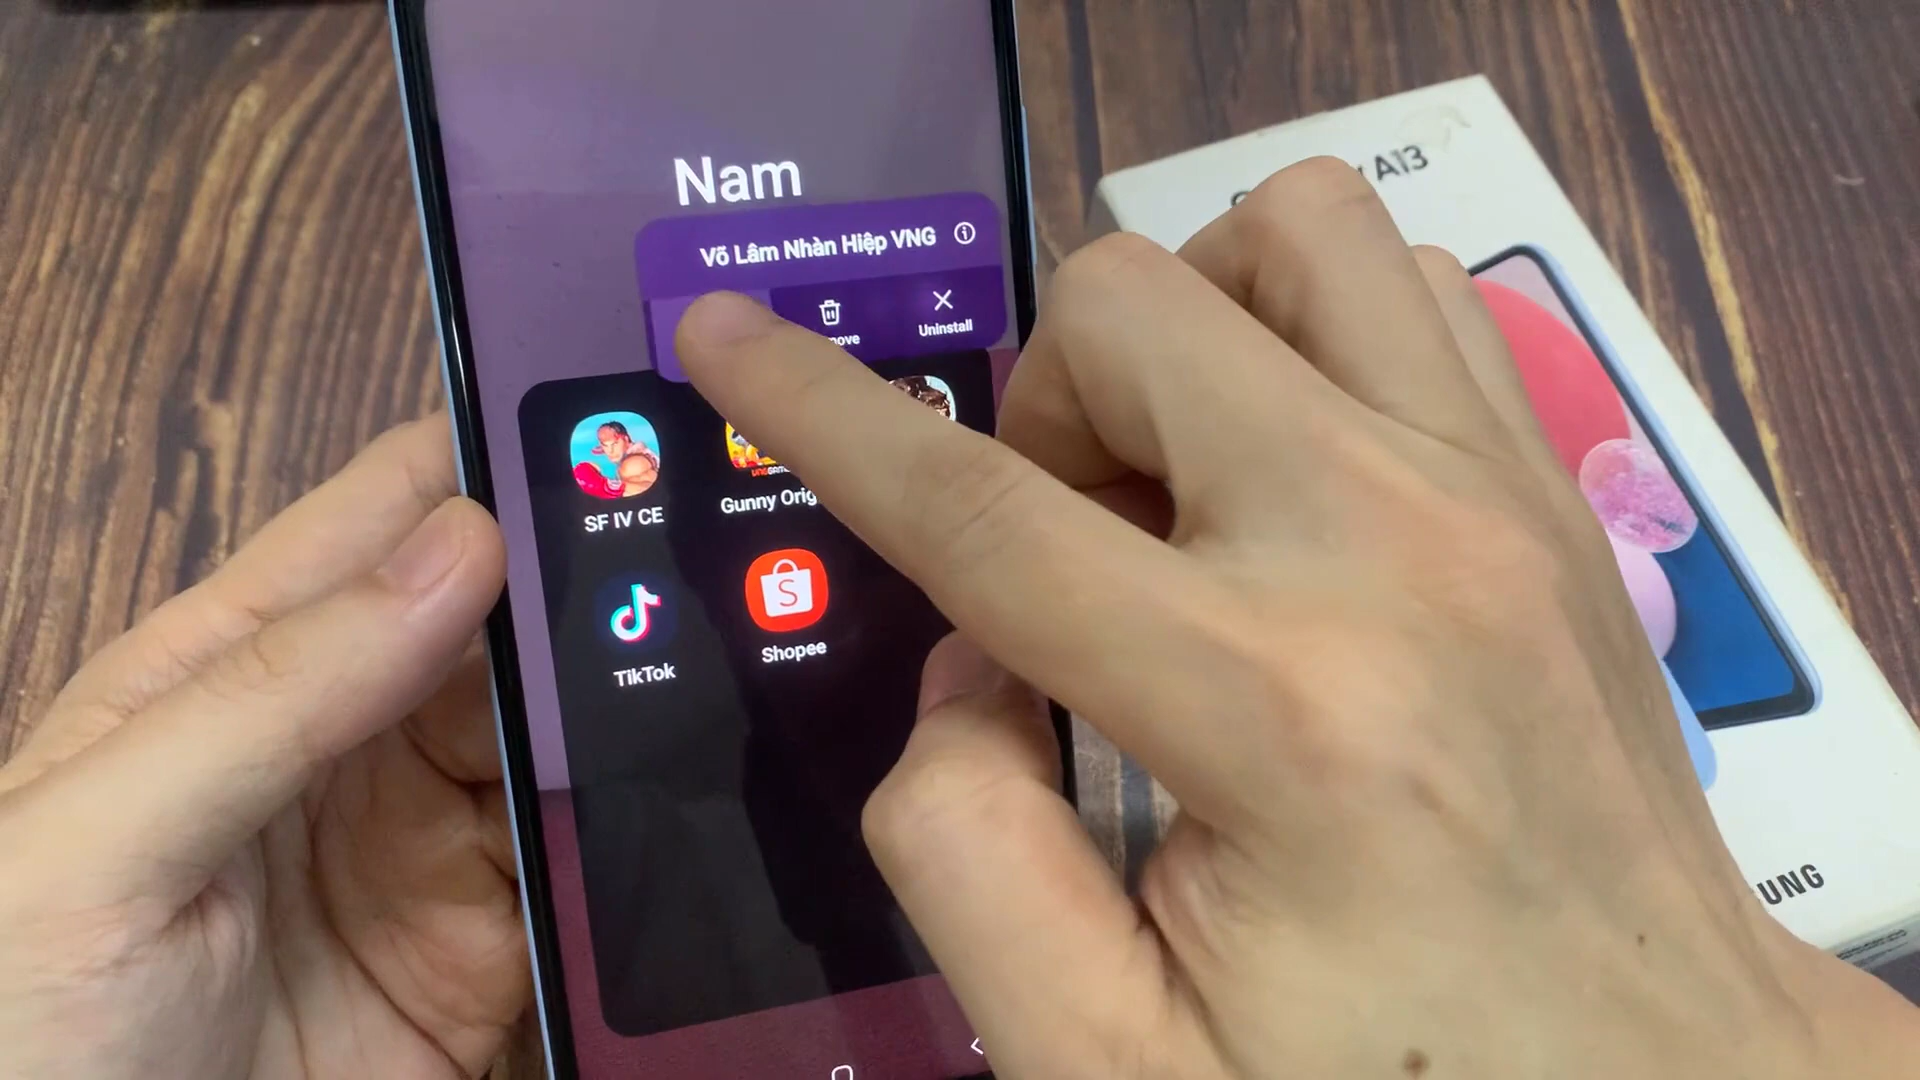 Nam
Võ Lâm Nhàn Hiệp VNG
Uninstall
SF IV CE
TikTok
S
Shopee
A13